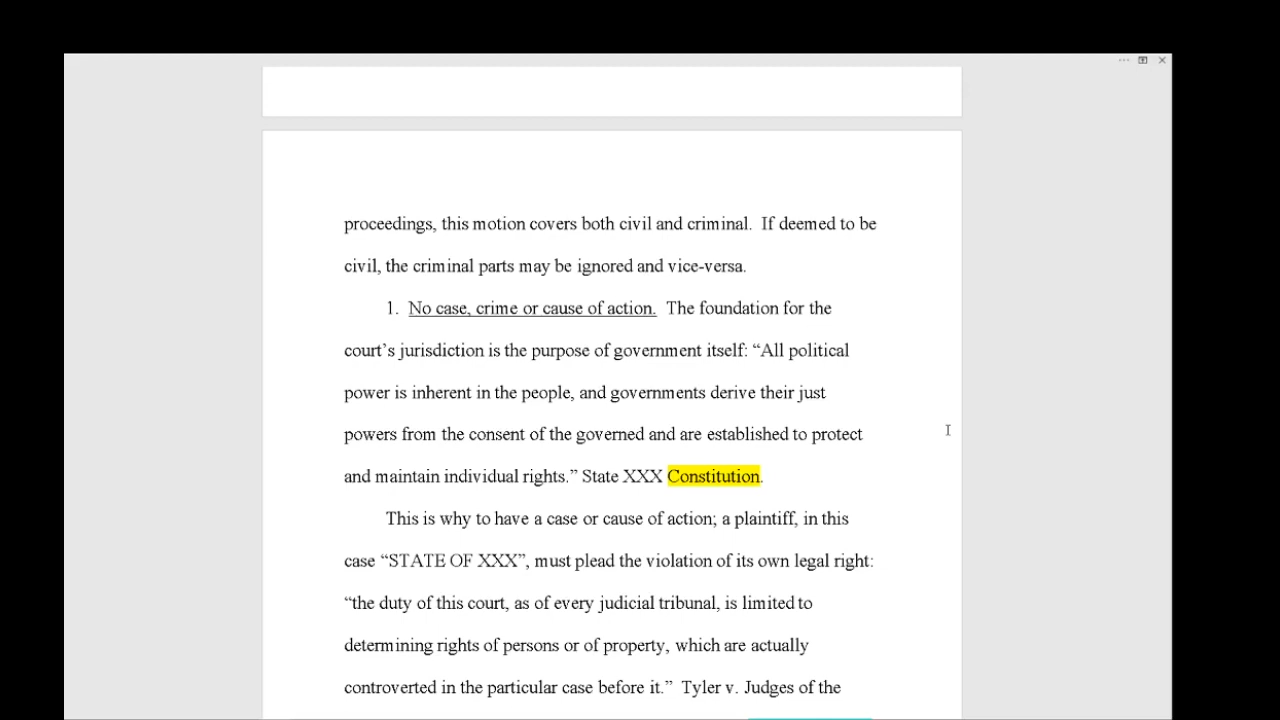 proceedings, this motion covers both civil and criminal.  If deemed to be
civil, the criminal parts may be ignored and vice-versa.
1.  No case, crime or cause of action.  The foundation for the
court’s jurisdiction is the purpose of government itself: “All political
power is inherent in the people, and governments derive their just
powers from the consent of the governed and are established to protect
and maintain individual rights.” State XXX Constitution.
This is why to have a case or cause of action; a plaintiff, in this
case “STATE OF XXX”, must plead the violation of its own legal right:
“the duty of this court, as of every judicial tribunal, is limited to
determining rights of persons or of property, which are actually
controverted in the particular case before it.”  Tyler v. Judges of the